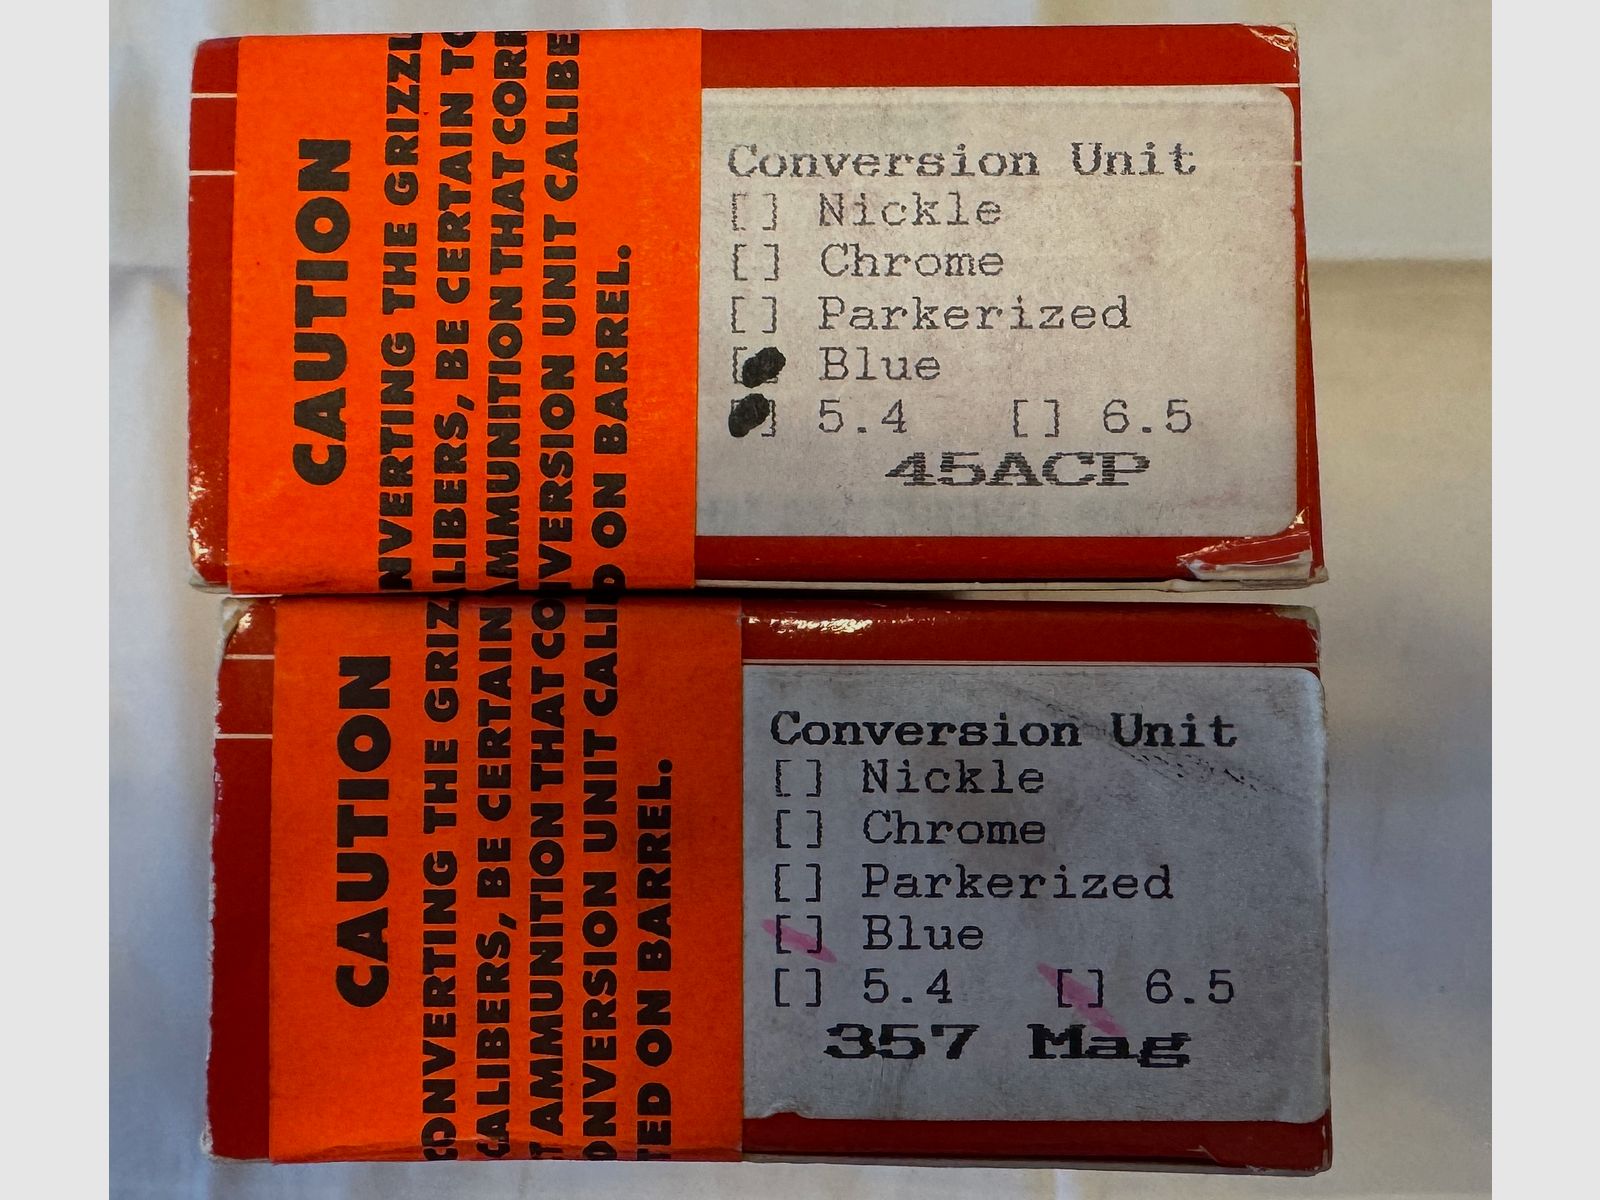 CAUTION
NVERTING THE GRIZZL
LIBERS, BE CERTAIN TO
AMMUNITION THAT COR
VERSION UNIT CALIBE
ON BARREL.
Conversion Unit
[] Nickle
[] Chrome
[] Parkerized
[] Blue
[] 5.4 [] 6.5
45ACP
CAUTION
CONVERTING THE GRIZ
CALIBERS, BE CERTAIN
T AMMUNITION THAT CO
ONVERSION UNIT CALI
TED ON BARREL.
Conversion Unit
[] Nickle
[] Chrome
[] Parkerized
[] Blue
[] 5.4 [] 6.5
357 Mag